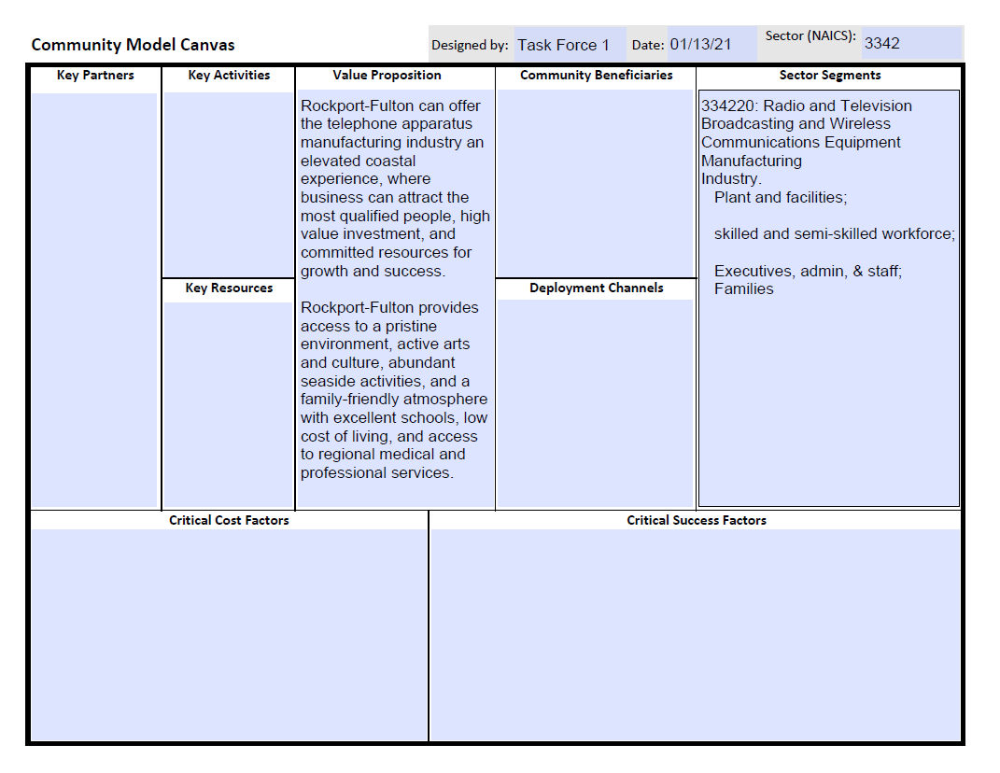 Community Model Canvas
Designed by: Task Force 1 Date: 01/13/21 Sector (NAICS): 3342
Key Partners
Key Activities
Value Proposition
Rockport-Fulton can offer
the telephone apparatus
manufacturing industry an
elevated coastal
experience, where
business can attract the
most qualified people, high
value investment, and
committed resources for
growth and success.
Rockport-Fulton provides
access to a pristine
environment, active arts
and culture, abundant
seaside activities, and a
family-friendly atmosphere
with excellent schools, low
cost of living, and access
to regional medical and
professional services.
Community Beneficiaries
Sector Segments
334220: Radio and Television
Broadcasting and Wireless
Communications Equipment
Manufacturing
Industry.
Plant and facilities;
skilled and semi-skilled workforce;
Executives, admin, & staff;
Families
Key Resources
Deployment Channels
Critical Cost Factors
Critical Success Factors